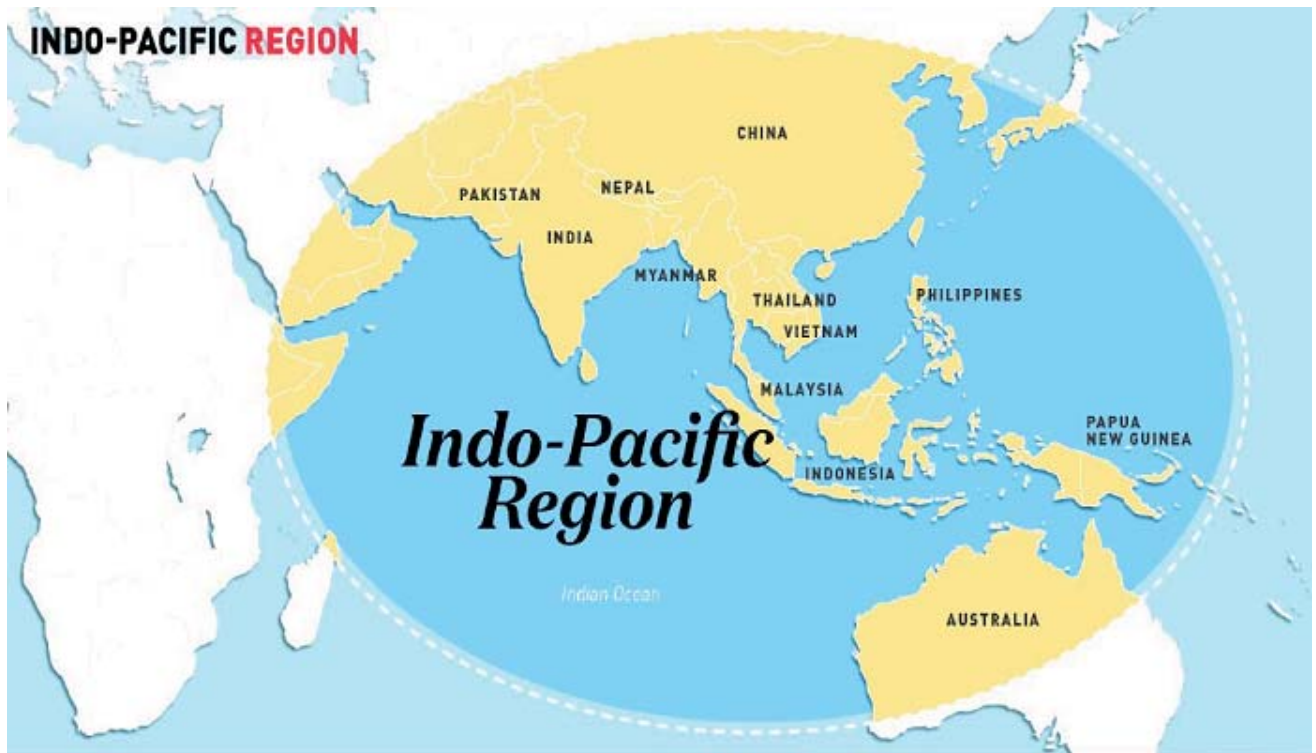 INDO-PACIFIC REGION
CHINA
PAKISTAN
NEPAL
INDIA
MYANMAR
THAILAND
PHILIPPINES
VIETNAM
MALAYSIA
Indo-Pacific
Region
PAPUA
NEW GUINEA
INDONESIA
Indian Ocean
AUSTRALIA